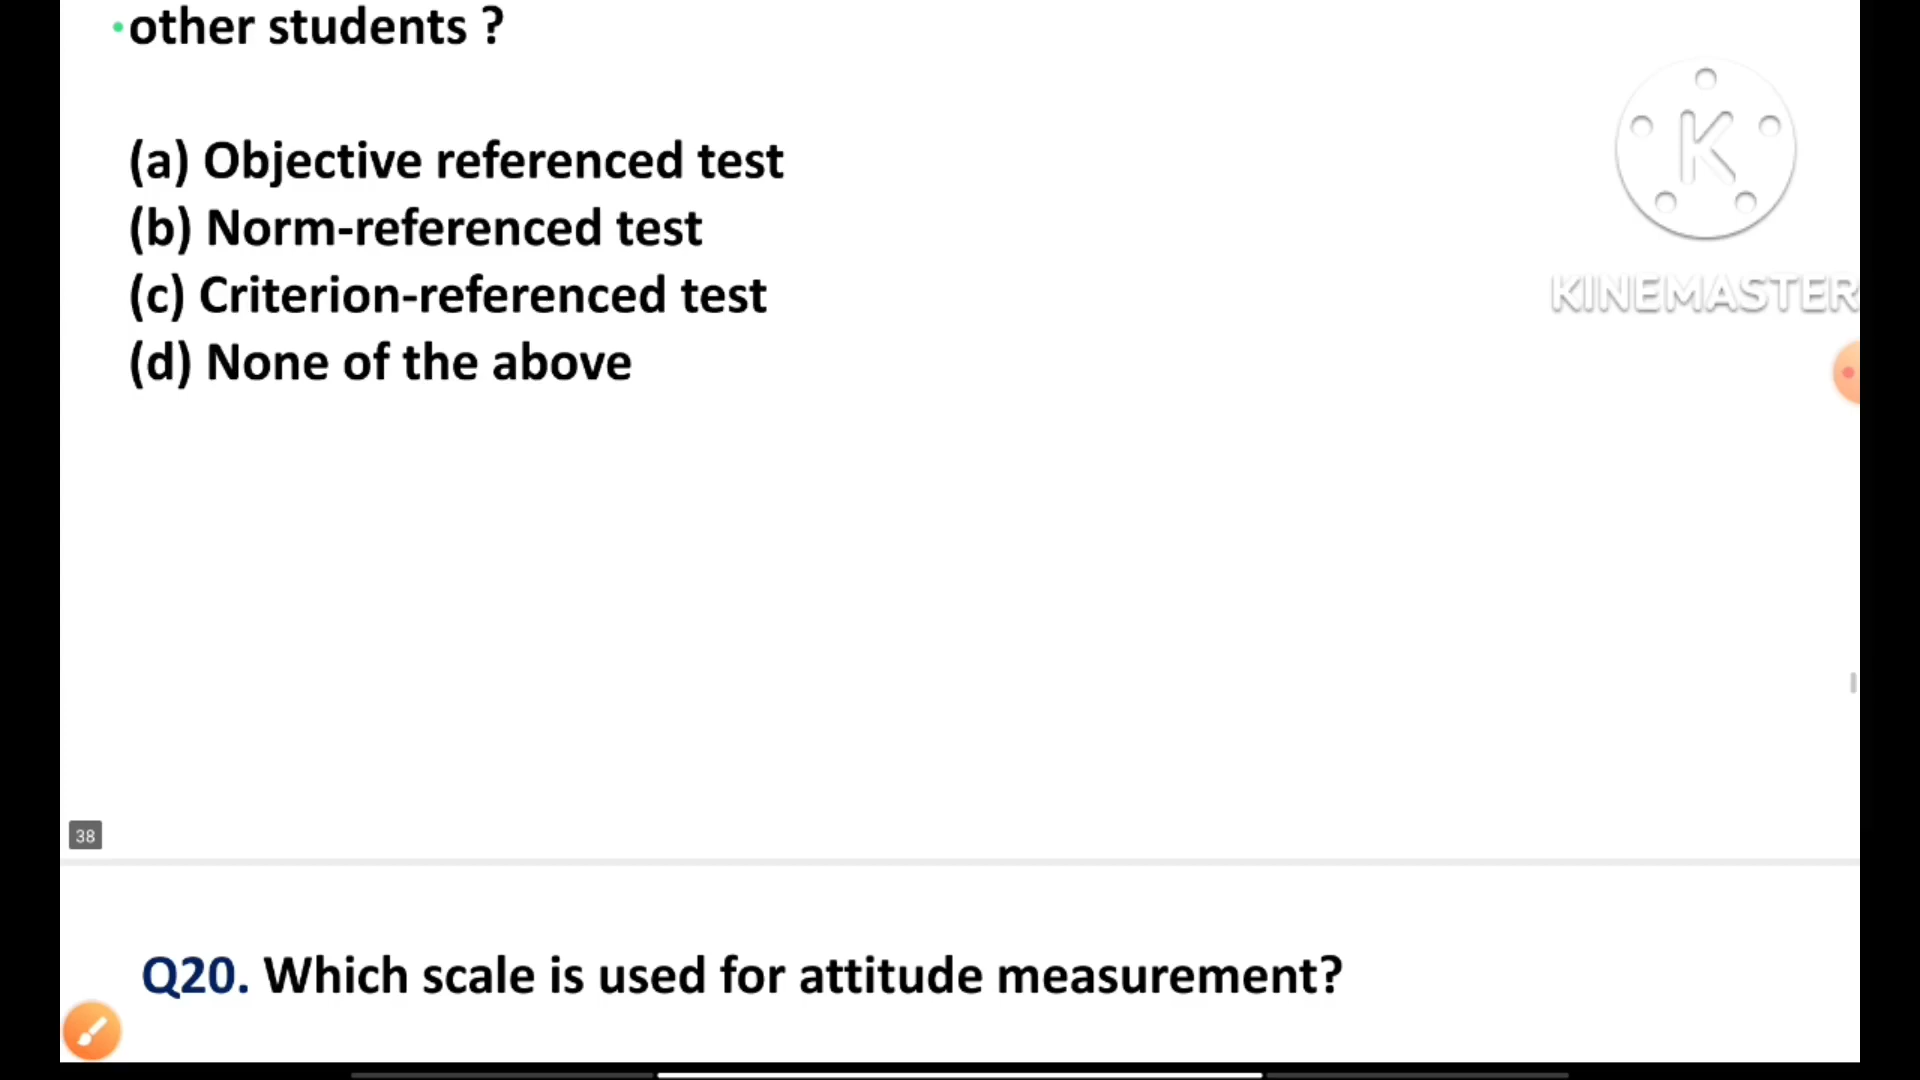 other students ?
(a) Objective referenced test
(b) Norm-referenced test
(c) Criterion-referenced test
(d) None of the above
K
KINEMASTER
38
Q20. Which scale is used for attitude measurement?